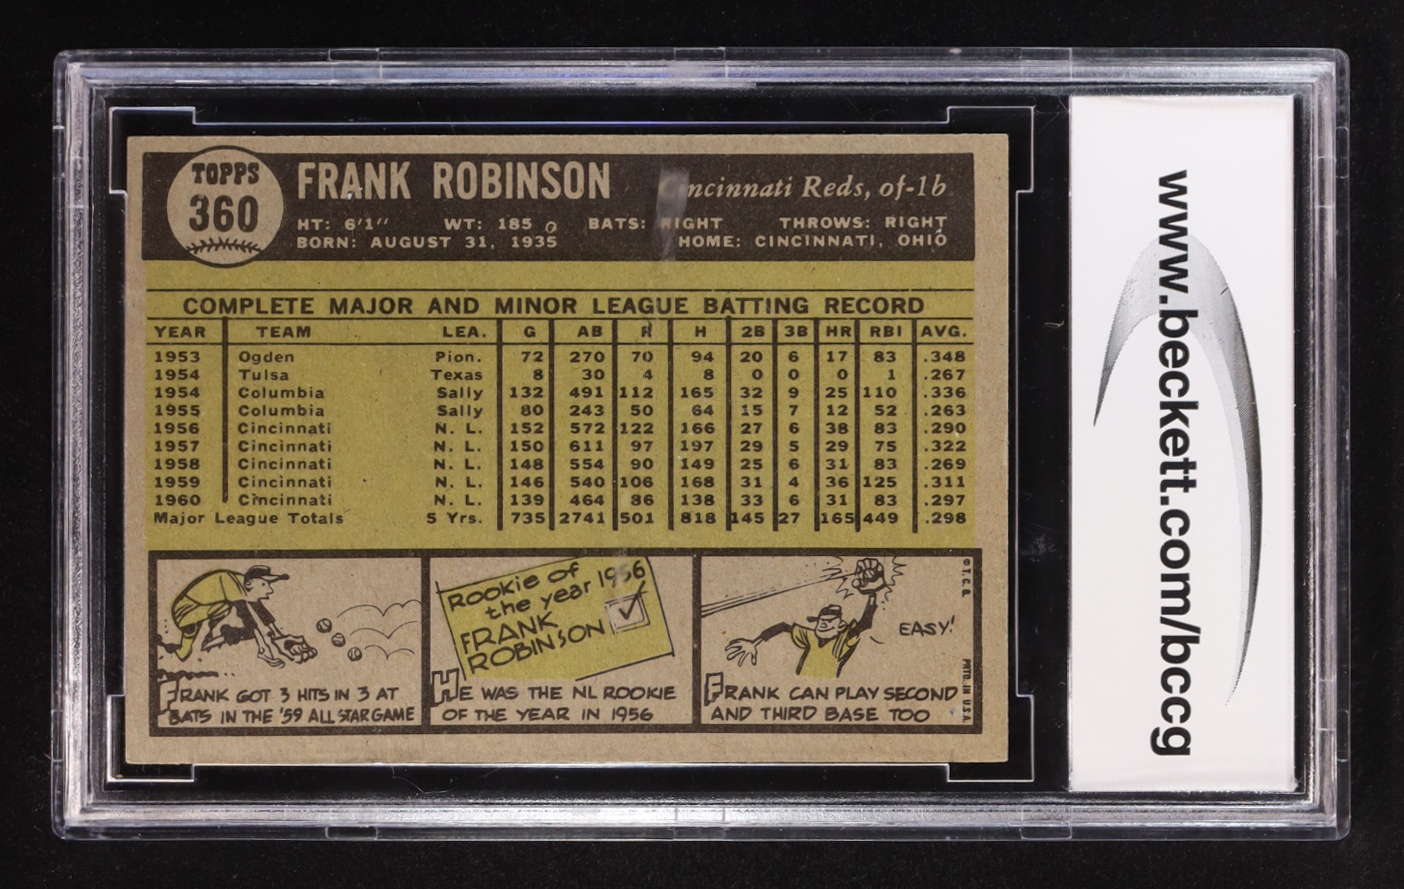 TOPPS
360
FRANK ROBINSON Cincinnati Reds, of-1b
HT: 6'1" WT: 185 BATS: RIGHT THROWS: RIGHT
BORN: AUGUST 31, 1935 HOME: CINCINNATI, OHIO
COMPLETE MAJOR AND MINOR LEAGUE BATTING RECORD
YEAR TEAM LEA. G AB R H 2B 3B HR RBI AVG.
1953 Ogden Pion. 72 270 70 94 20 6 17 83 .348
1954 Tulsa Texas 8 30 4 8 0 0 0 1 .267
1954 Columbia Sally 132 491 112 165 32 9 25 110 .336
1955 Columbia Sally 80 243 50 64 15 7 12 52 .263
1956 Cincinnati N. L. 152 572 122 166 27 6 38 83 .290
1957 Cincinnati N. L. 150 611 97 197 29 5 29 75 .322
1958 Cincinnati N. L. 148 554 90 149 25 6 31 83 .269
1959 Cincinnati N. L. 146 540 106 168 31 4 36 125 .311
1960 Cincinnati N. L. 139 464 86 138 33 6 31 83 .297
Major League Totals 5 Yrs. 735 2741 501 818 145 27 165 449 .298
FRANK GOT 3 HITS IN 3 AT
BATS IN THE '59 ALL STAR GAME
ROOKIE OF
the year 1956
FRANK
ROBINSON
HE WAS THE NL ROOKIE
OF THE YEAR IN 1956
EASY!
FRANK CAN PLAY SECOND
AND THIRD BASE TOO
© T. C. G. PRTD. IN U.S.A.
www.beckett.com/bccg